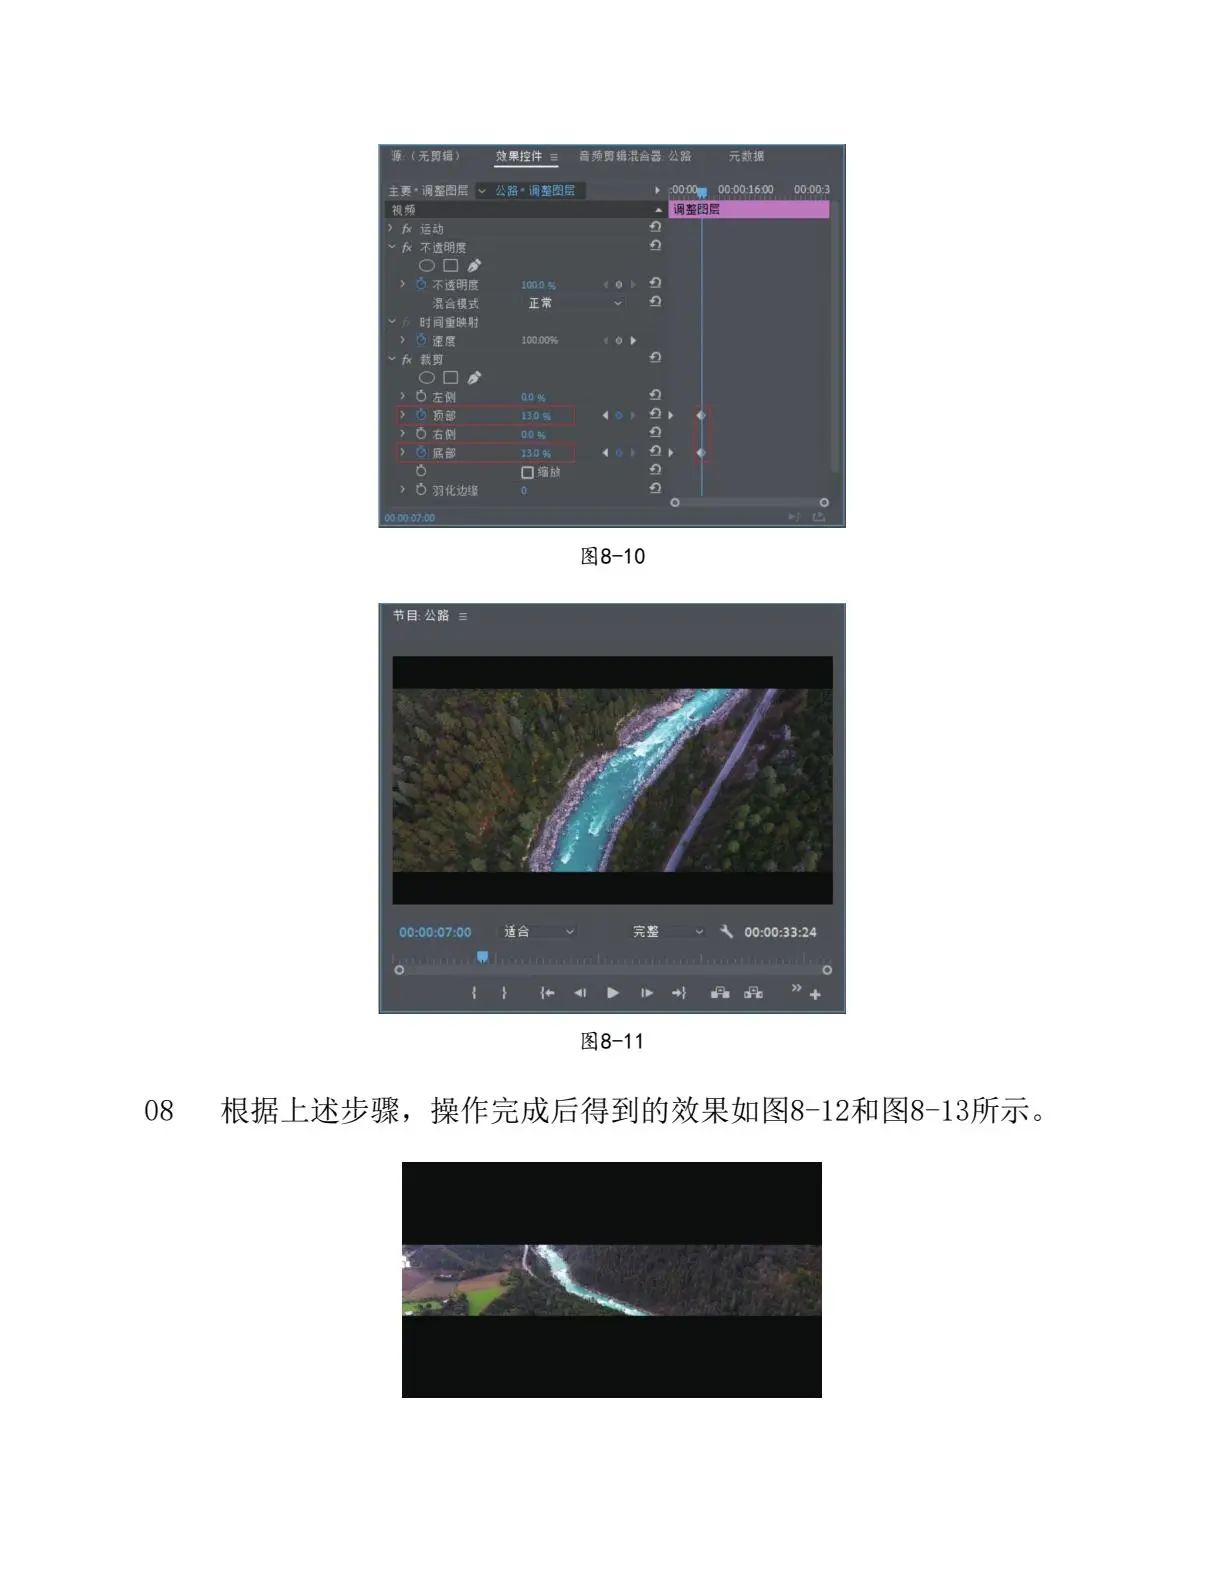 源:（无剪辑） 效果控件 音频剪辑混合器: 公路 元数据
主要*调整图层 公路*调整图层 :00:00 00:00:16:00 00:00:3
视频 调整图层
fx 运动
fx 不透明度
不透明度 100.0 %
混合模式 正常
fx 时间重映射
速度 100.00%
fx 裁剪
左侧 0.0 %
顶部 13.0 %
右侧 0.0 %
底部 13.0 %
缩放
羽化边缘 0
00:00:07:00
图8-10
节目: 公路
00:00:07:00 适合 完整 00:00:33:24
图8-11
08 根据上述步骤，操作完成后得到的效果如图8-12和图8-13所示。